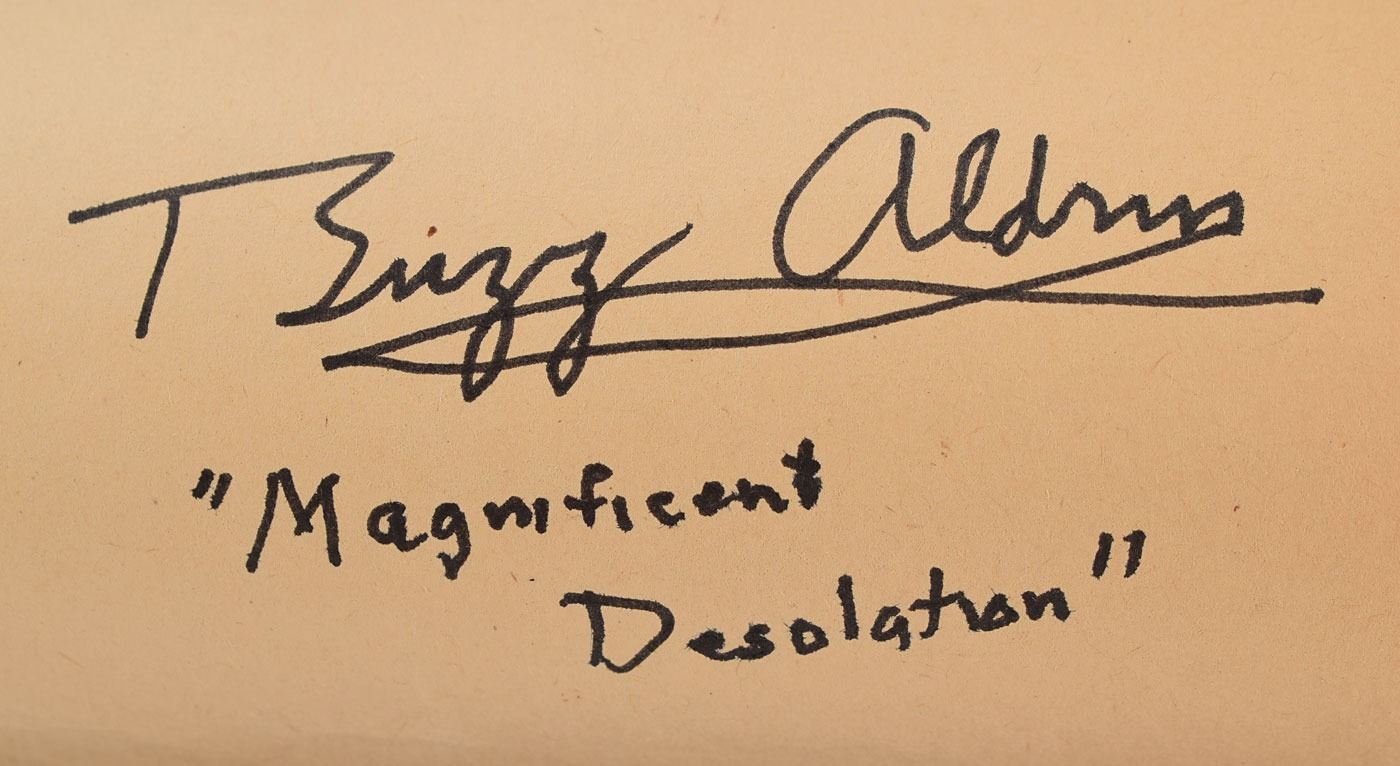 Buzz Aldrin
"Magnificent
Desolation"